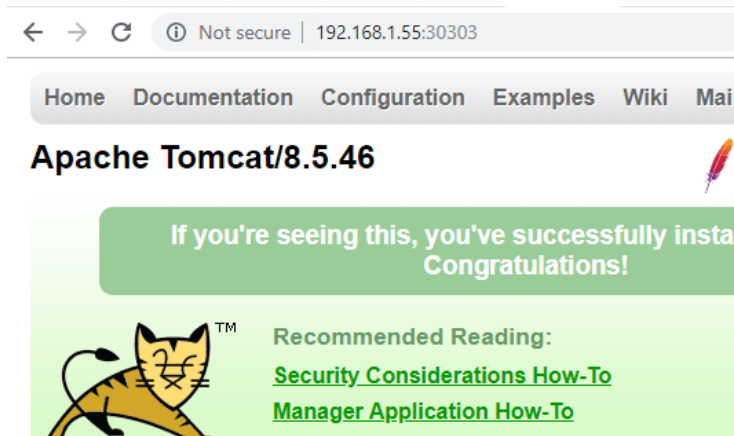 Not secure | 192.168.1.55:30303
Home Documentation Configuration Examples Wiki
Apache Tomcat/8.5.46
If you're seeing this, you've successfully
Congratulations!
TM
Recommended Reading:
Security Considerations How-To
Manager Application How-To